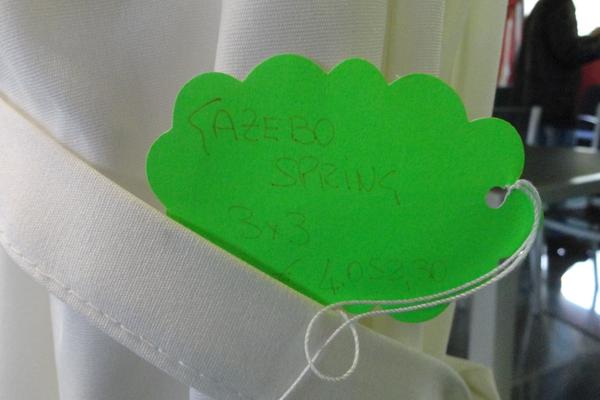 GAZEBO
SPRING
3x3
€ 4.052,30